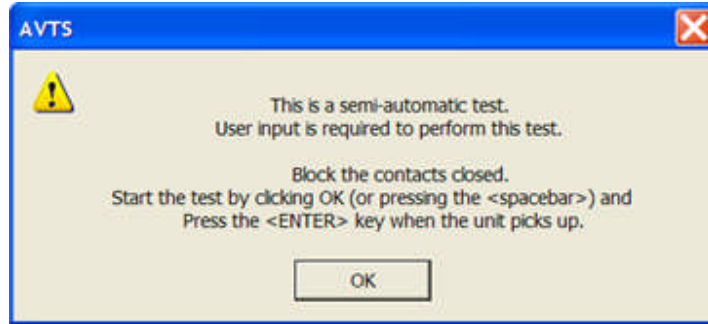 AVTS
This is a semi-automatic test.
User input is required to perform this test.
Block the contacts closed.
Start the test by clicking OK (or pressing the <spacebar>) and
Press the <ENTER> key when the unit picks up.
OK